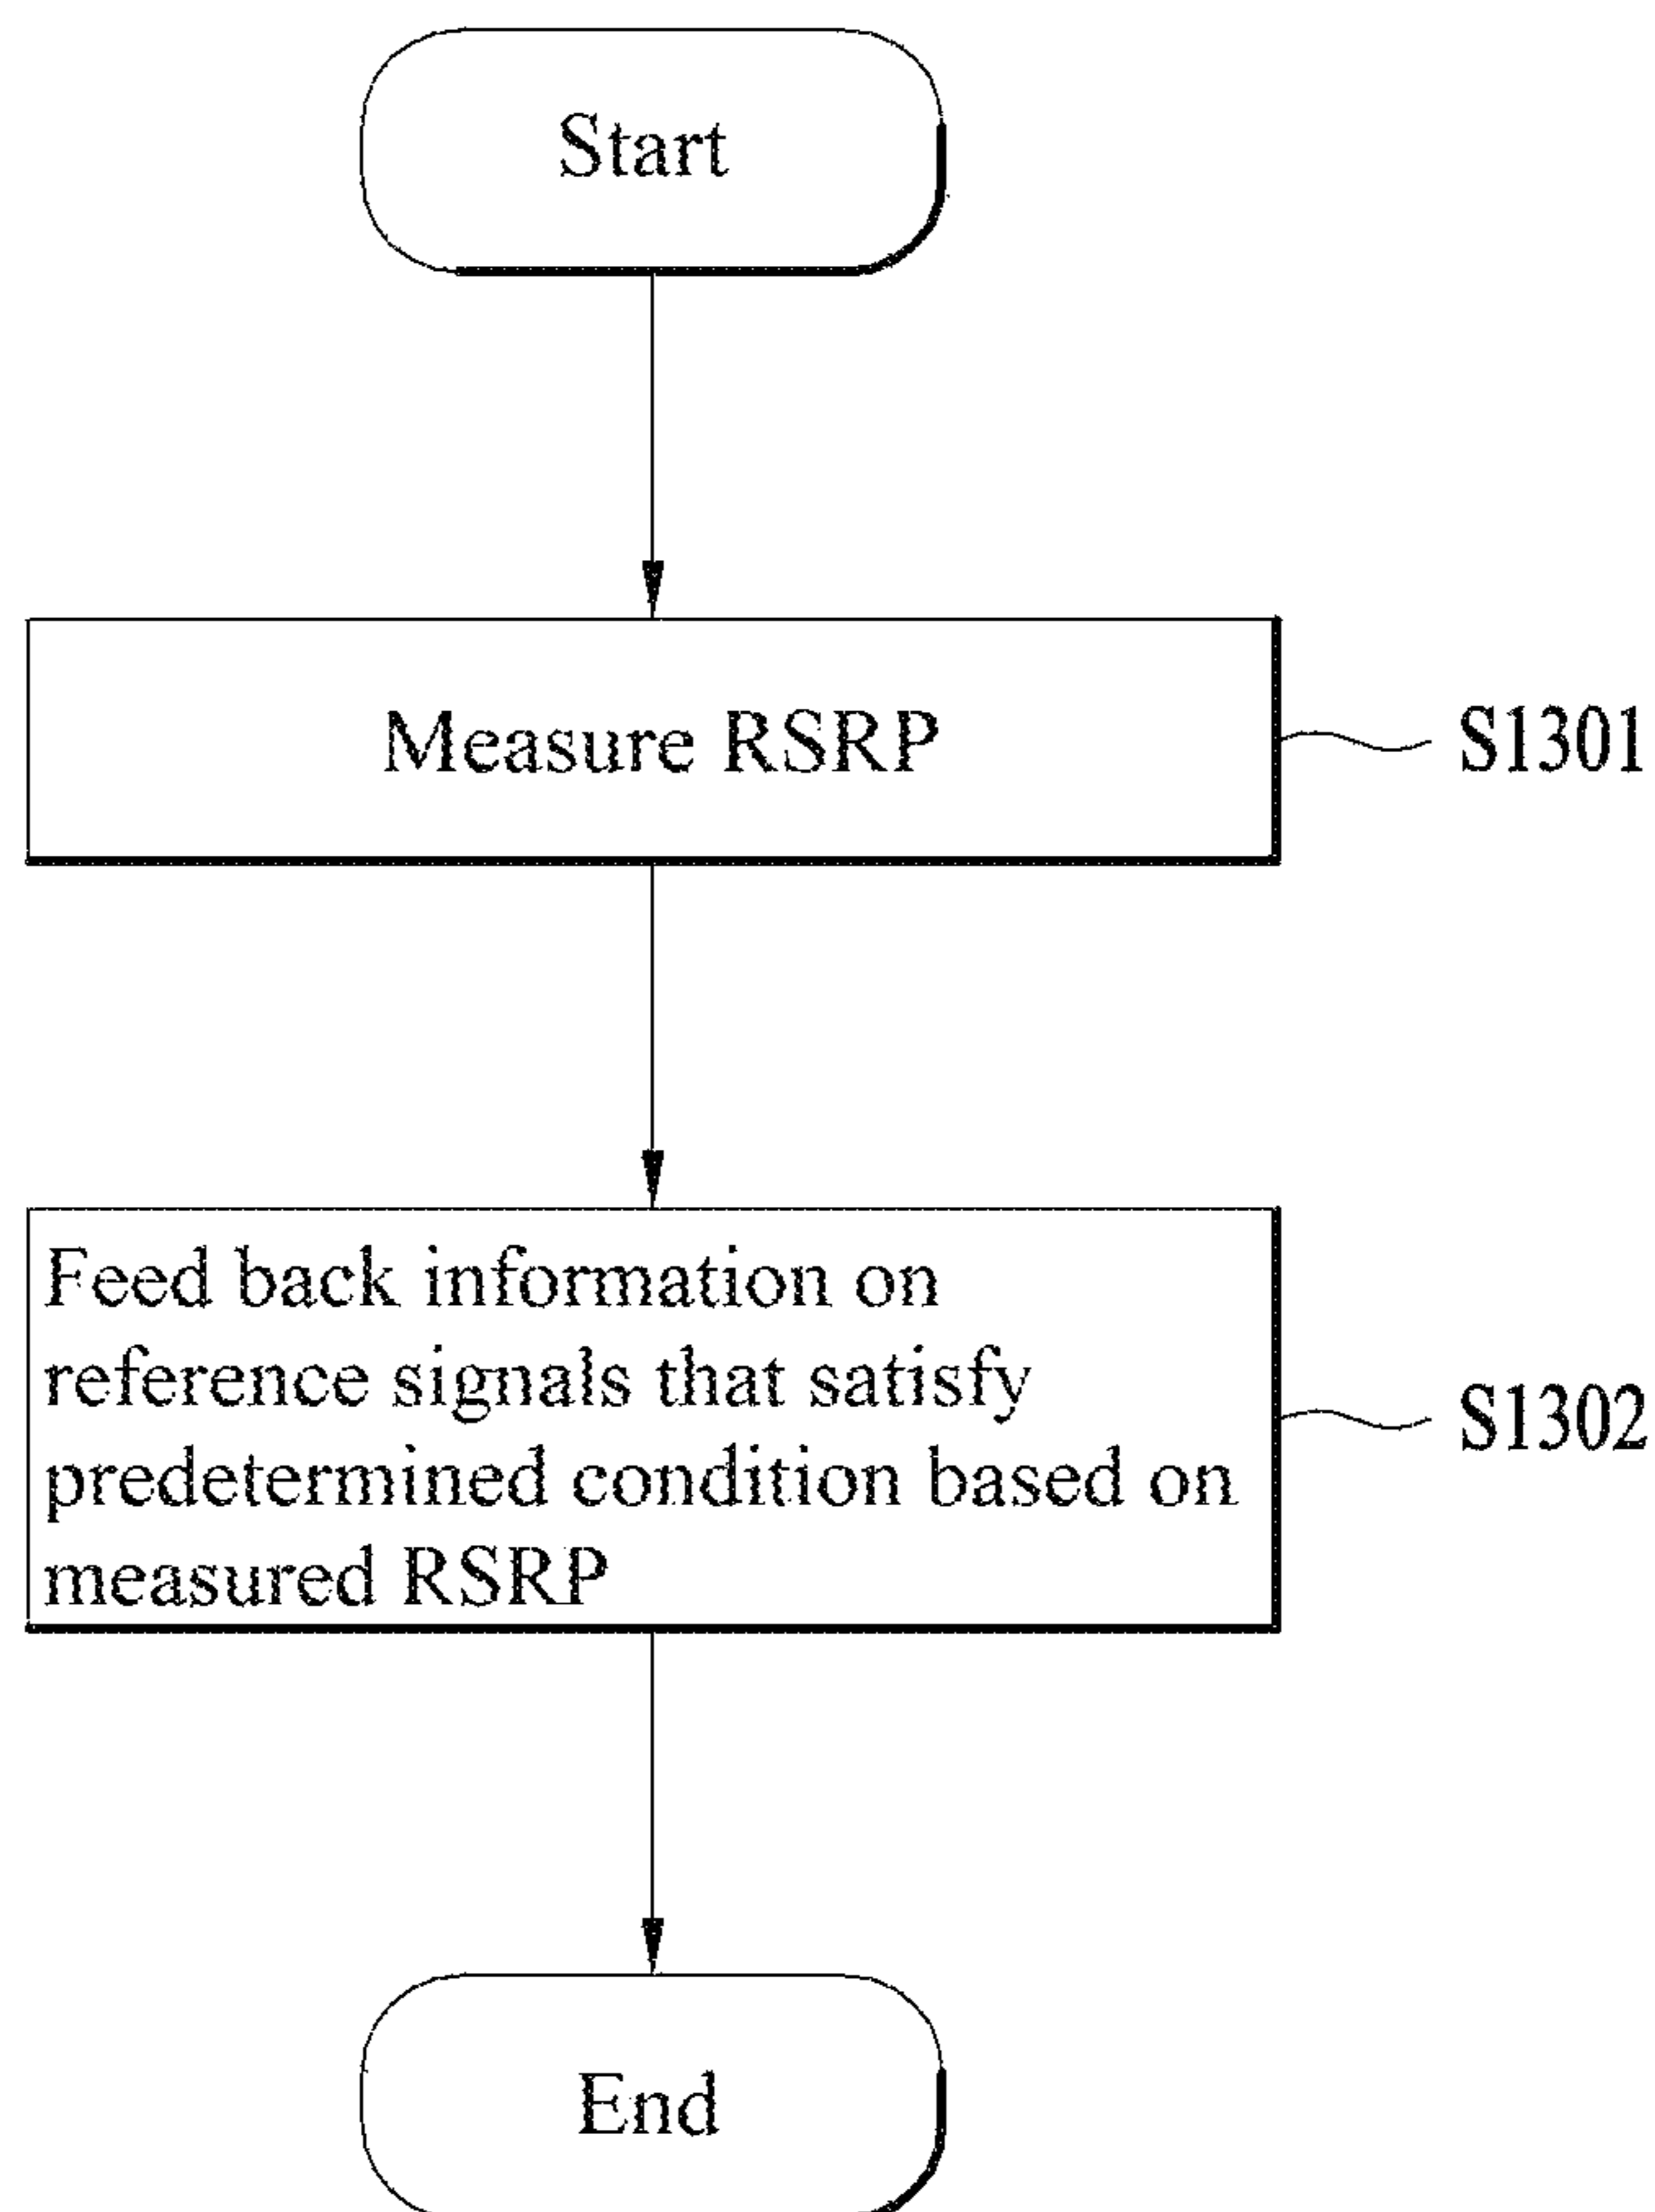 Start
Measure RSRP
S1301
Feed back information on
reference signals that satisfy
predetermined condition based on
measured RSRP
S1302
End